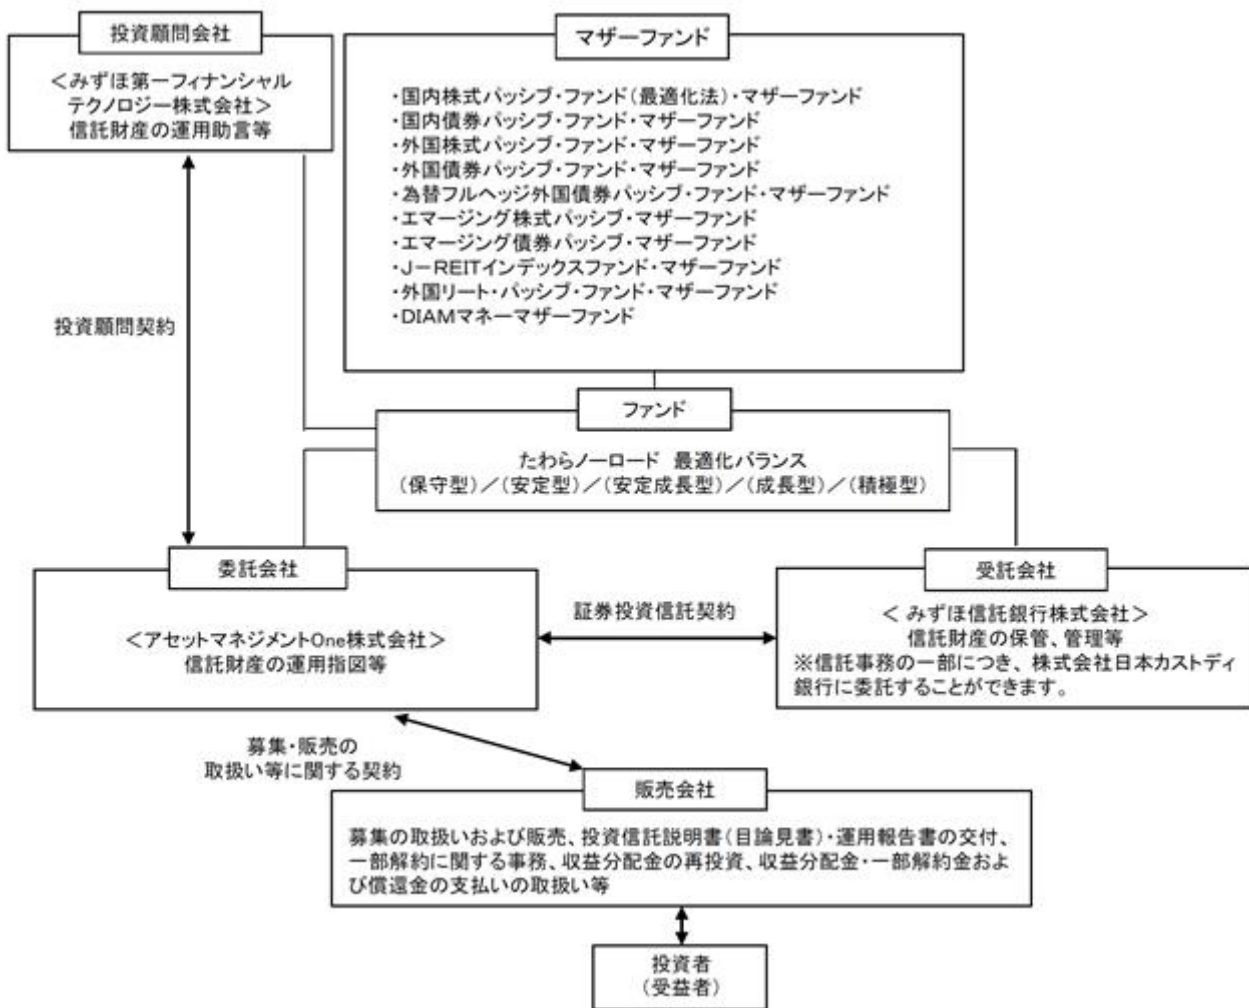 投資顧問会社
＜みずほ第一フィナンシャル
テクノロジー株式会社＞
信託財産の運用助言等
マザーファンド
・国内株式パッシブ・ファンド（最適化法）・マザーファンド
・国内債券パッシブ・ファンド・マザーファンド
・外国株式パッシブ・ファンド・マザーファンド
・外国債券パッシブ・ファンド・マザーファンド
・為替フルヘッジ外国債券パッシブ・ファンド・マザーファンド
・エマージング株式パッシブ・マザーファンド
・エマージング債券パッシブ・マザーファンド
・J－REITインデックスファンド・マザーファンド
・外国リート・パッシブ・ファンド・マザーファンド
・DIAMマネーマザーファンド
投資顧問契約
ファンド
たわらノーロード 最適化バランス
（保守型）／（安定型）／（安定成長型）／（成長型）／（積極型）
委託会社
＜アセットマネジメントOne株式会社＞
信託財産の運用指図等
証券投資信託契約
受託会社
＜ みずほ信託銀行株式会社＞
信託財産の保管、管理等
※信託事務の一部につき、株式会社日本カストディ
銀行に委託することができます。
募集・販売の
取扱い等に関する契約
販売会社
募集の取扱いおよび販売、投資信託説明書（目論見書）・運用報告書の交付、
一部解約に関する事務、収益分配金の再投資、収益分配金・一部解約金およ
び償還金の支払いの取扱い等
投資者
（受益者）